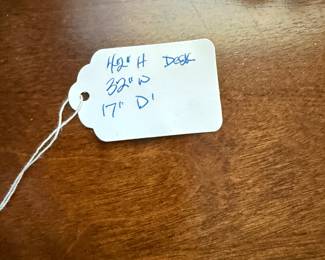 42" H Desk
32" W
17" D'